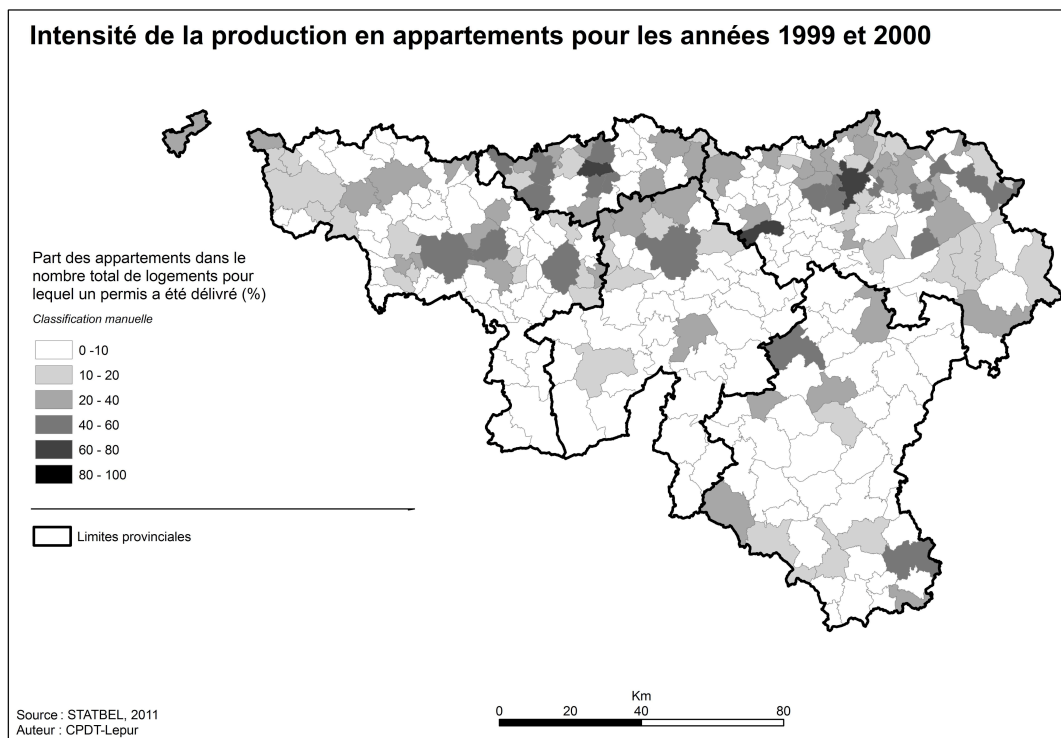 Intensité de la production en appartements pour les années 1999 et 2000
Part des appartements dans le
nombre total de logements pour
lequel un permis a été délivré (%)
Classification manuelle
0 -10
10 - 20
20 - 40
40 - 60
60 - 80
80 - 100
Limites provinciales
Km
0 20 40 80
Source : STATBEL, 2011
Auteur : CPDT-Lepur